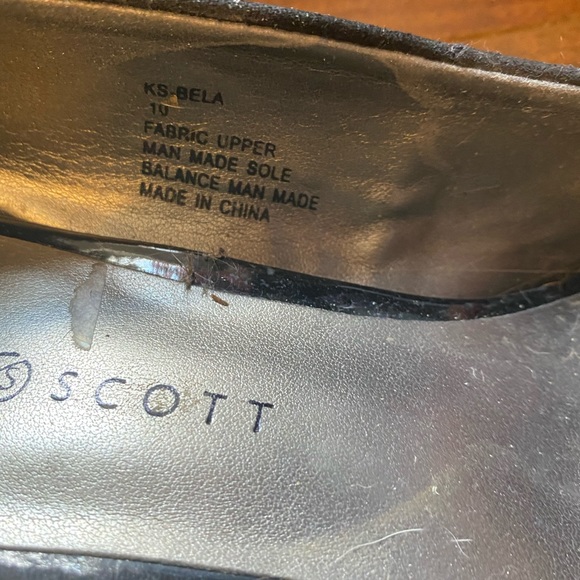 KS-BELA
10
FABRIC UPPER
MAN MADE SOLE
BALANCE MAN MADE
MADE IN CHINA
S SCOTT